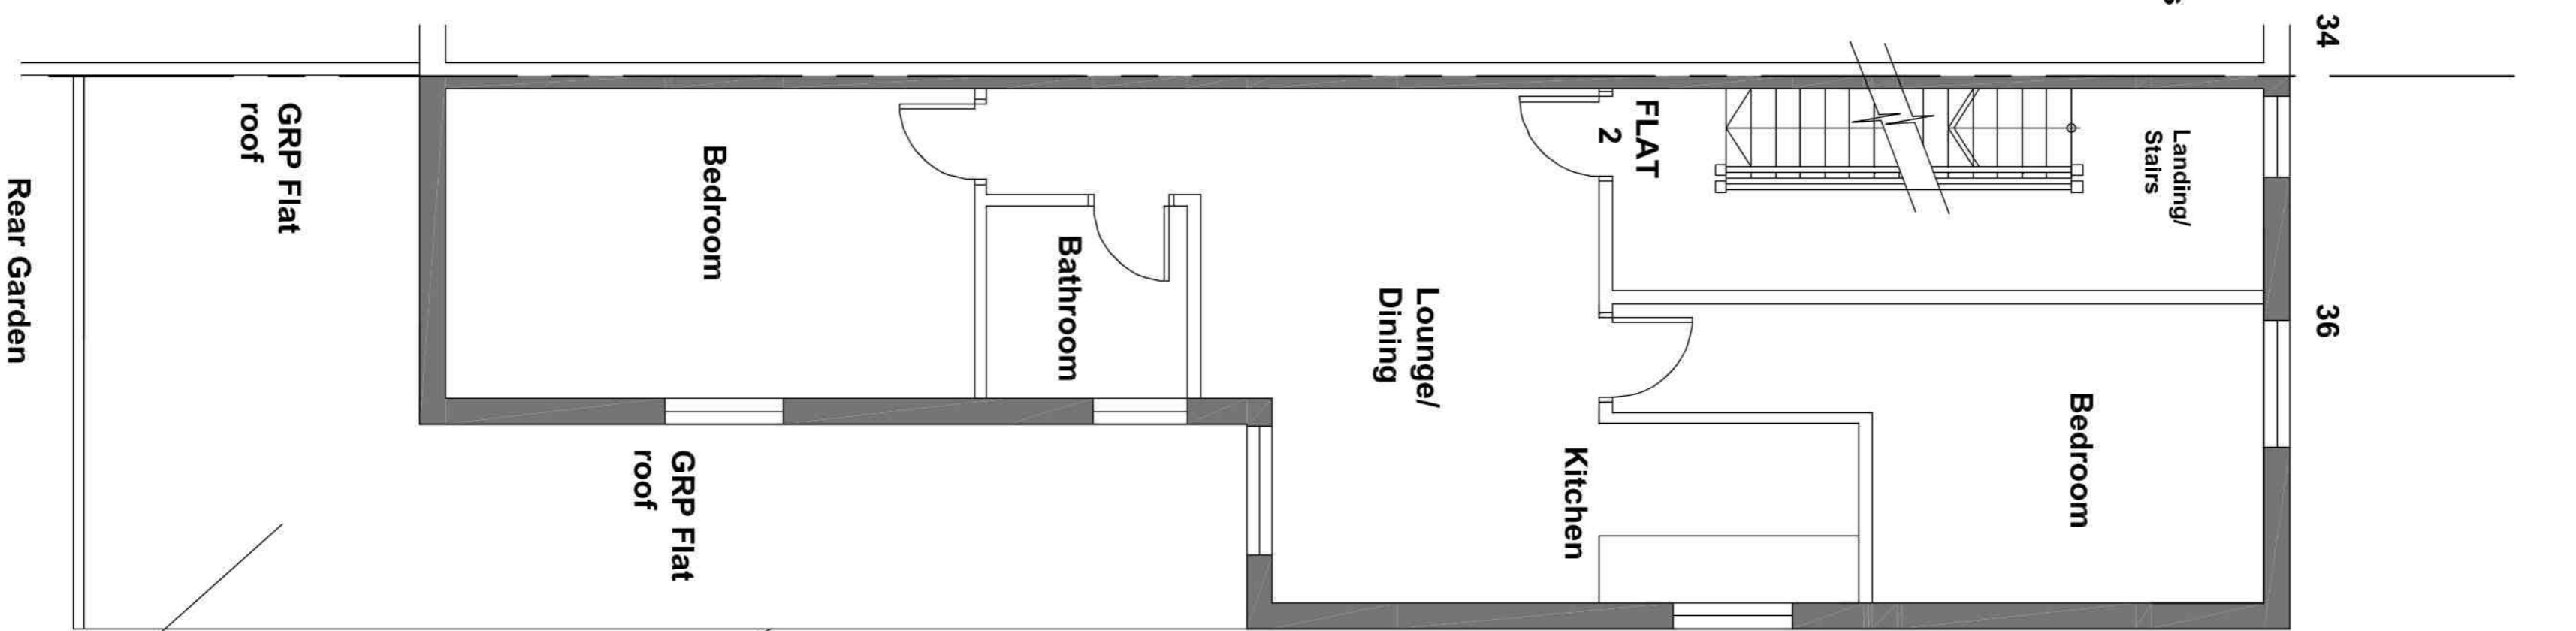 34
36
Landing/
Stairs
Bedroom
FLAT
2
Kitchen
Lounge/
Dining
Bathroom
Bedroom
GRP Flat
roof
GRP Flat
roof
Rear Garden